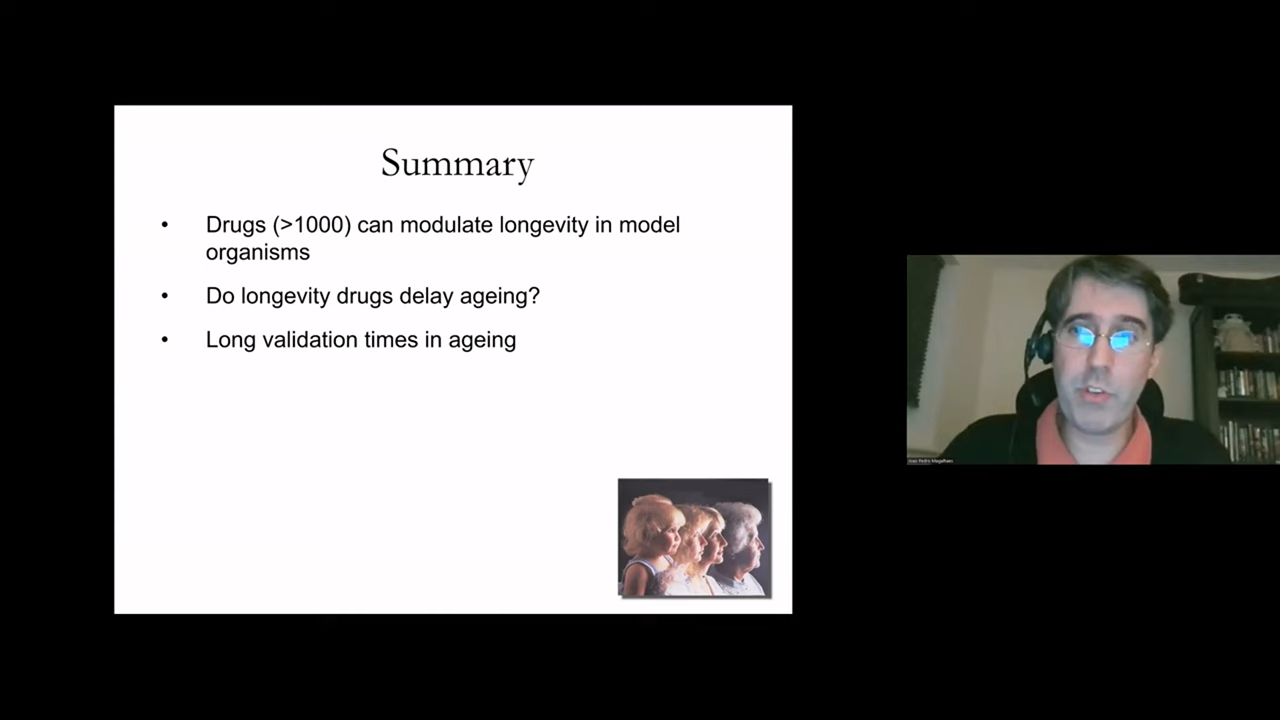 Summary
• Drugs (>1000) can modulate longevity in model
organisms
• Do longevity drugs delay ageing?
• Long validation times in ageing